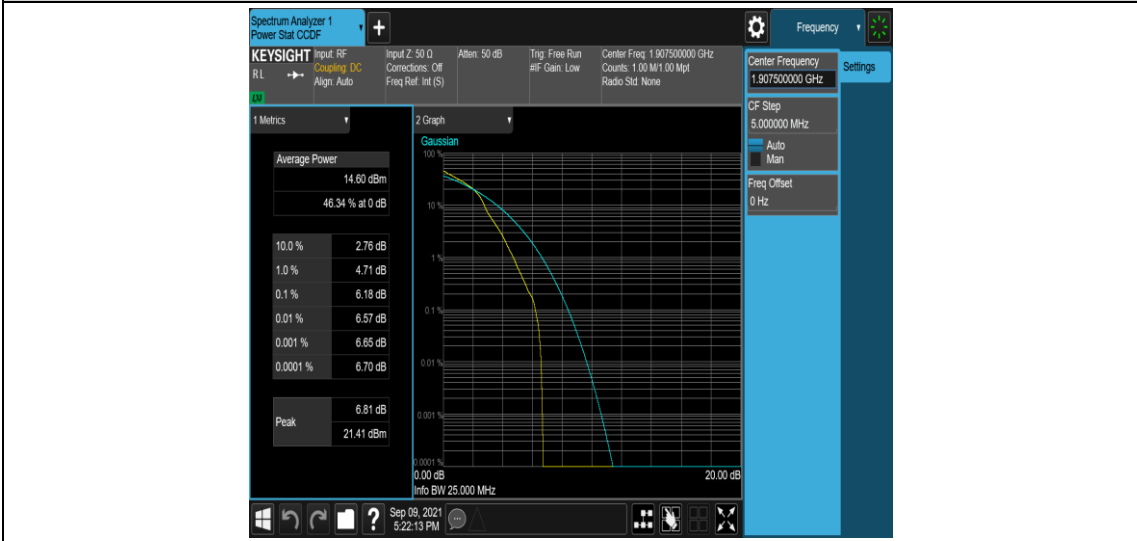 Spectrum Analyzer 1
Power Stat CCDF
+
Frequency
KEYSIGHT
RL
LM
Input: RF
Coupling: DC
Align: Auto
Input Z: 50 Ω
Corrections: Off
Freq Ref: Int (S)
Atten: 50 dB
Trig: Free Run
#IF Gain: Low
Center Freq: 1.907500000 GHz
Counts: 1.00 M/1.00 Mpt
Radio Std: None
Center Frequency
1.907500000 GHz
Settings
CF Step
5.000000 MHz
Auto
Man
Freq Offset
0 Hz
1 Metrics
Average Power
14.60 dBm
46.34 % at 0 dB
10.0 % 2.76 dB
1.0 % 4.71 dB
0.1 % 6.18 dB
0.01 % 6.57 dB
0.001 % 6.65 dB
0.0001 % 6.70 dB
Peak
6.81 dB
21.41 dBm
2 Graph
Gaussian
100 %
10 %
1 %
0.1 %
0.01 %
0.001 %
0.0001 %
0.00 dB 20.00 dB
Info BW 25.000 MHz
?
Sep 09, 2021
5:22:13 PM